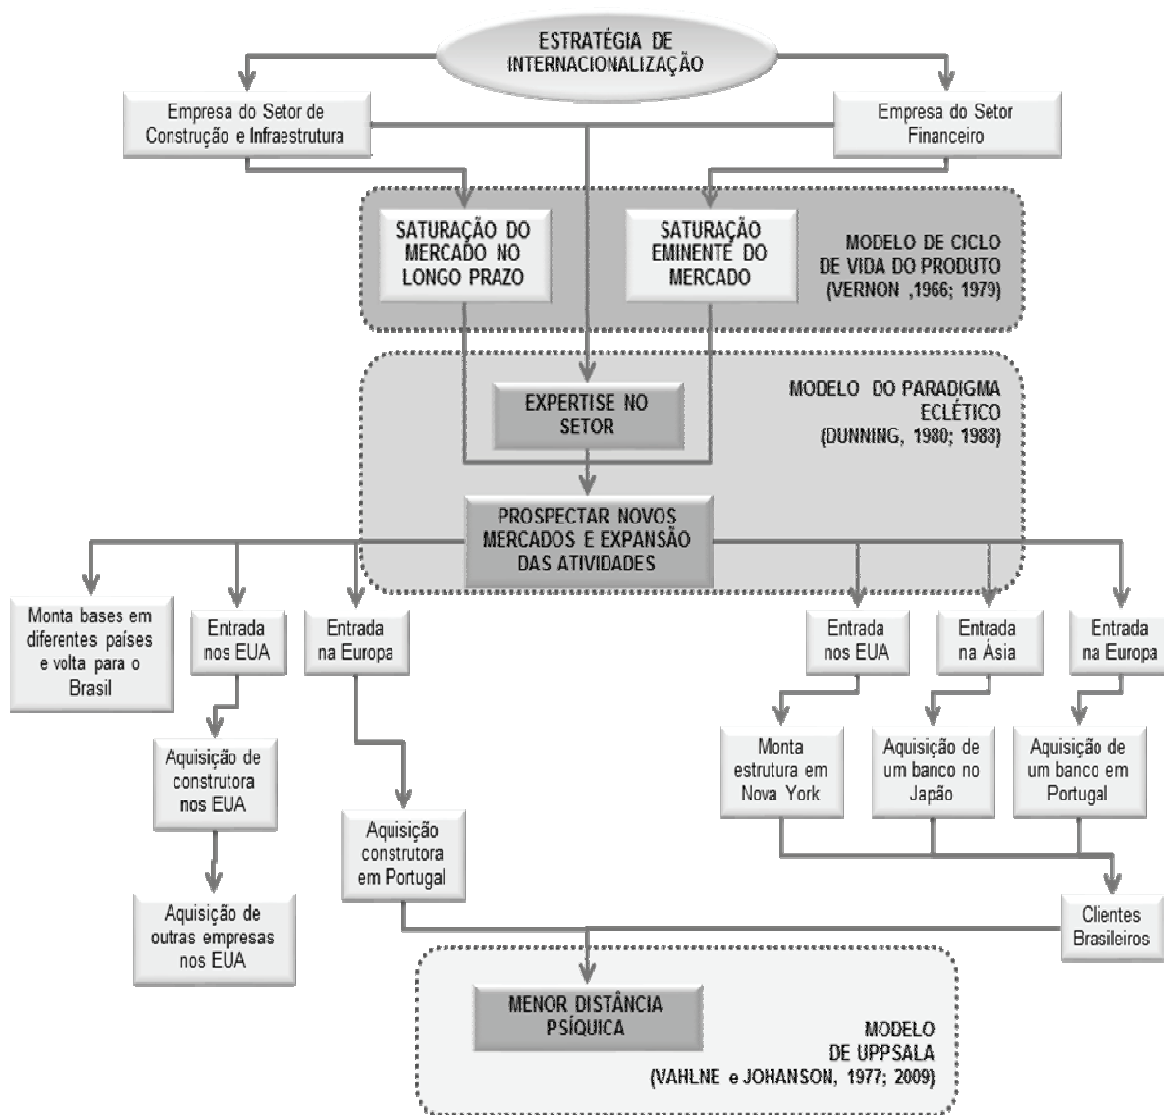 ESTRATÉGIA DE
INTERNACIONALIZAÇÃO
Empresa do Setor de
Construção e Infraestrutura
Empresa do Setor
Financeiro
SATURAÇÃO DO
MERCADO NO
LONGO PRAZO
SATURAÇÃO
EMINENTE DO
MERCADO
MODELO DE CICLO
DE VIDA DO PRODUTO
(VERNON ,1966; 1979)
EXPERTISE NO
SETOR
MODELO DO PARADIGMA
ECLÉTICO
(DUNNING, 1980; 1988)
PROSPECTAR NOVOS
MERCADOS E EXPANSÃO
DAS ATIVIDADES
Monta bases em
diferentes países
e volta para o
Brasil
Entrada
nos EUA
Entrada
na Europa
Entrada
nos EUA
Entrada
na Ásia
Entrada
na Europa
Aquisição de
construtora
nos EUA
Aquisição
construtora
em Portugal
Monta
estrutura em
Nova York
Aquisição de
um banco no
Japão
Aquisição de
um banco em
Portugal
Aquisição de
outras empresas
nos EUA
Clientes
Brasileiros
MENOR DISTÂNCIA
PSÍQUICA
MODELO
DE UPPSALA
(VAHLNE e JOHANSON, 1977; 2009)